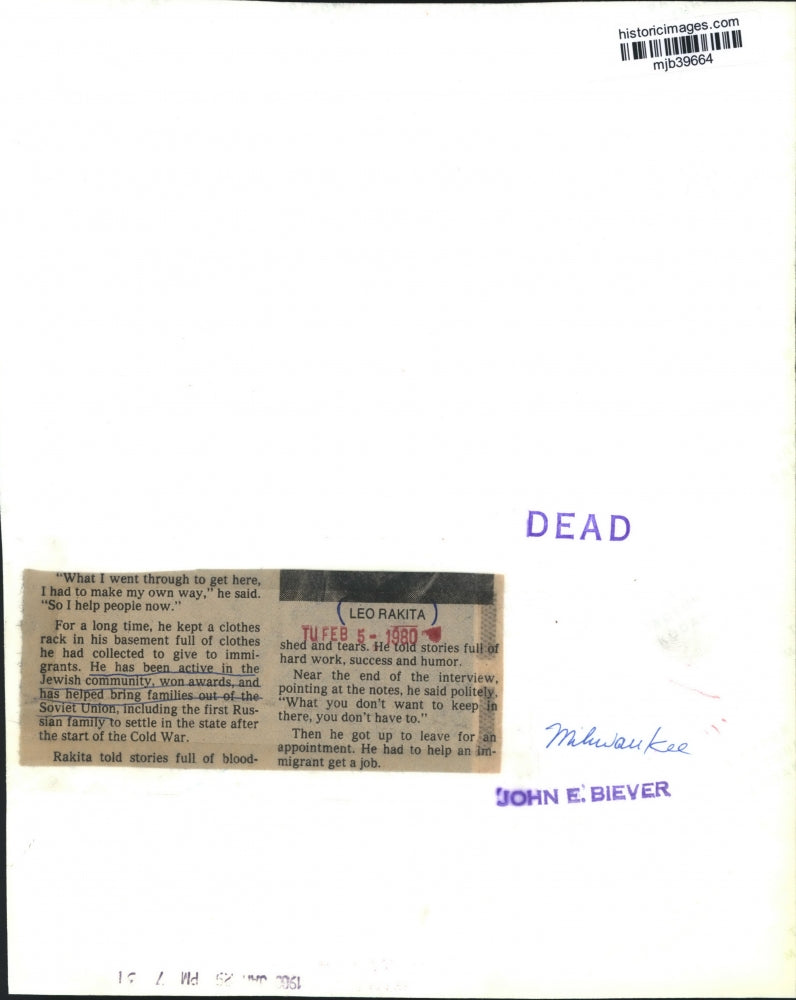 historicimages.com
mjb39664
DEAD
"What I went through to get here,
I had to make my own way," he said.
"So I help people now."
For a long time, he kept a clothes
rack in his basement full of clothes
he had collected to give to immi-
grants. He has been active in the
Jewish community, won awards, and
has helped bring families out of the
Soviet Union, including the first Rus-
sian family to settle in the state after
the start of the Cold War.
Rakita told stories full of blood-
(LEO RAKITA)
TU FEB 5 - 1980
shed and tears. He told stories full of
hard work, success and humor.
Near the end of the interview,
pointing at the notes, he said politely,
"What you don't want to keep in
there, you don't have to."
Then he got up to leave for an
appointment. He had to help an im-
migrant get a job.
Milwaukee
JOHN E. BIEVER
PM 7